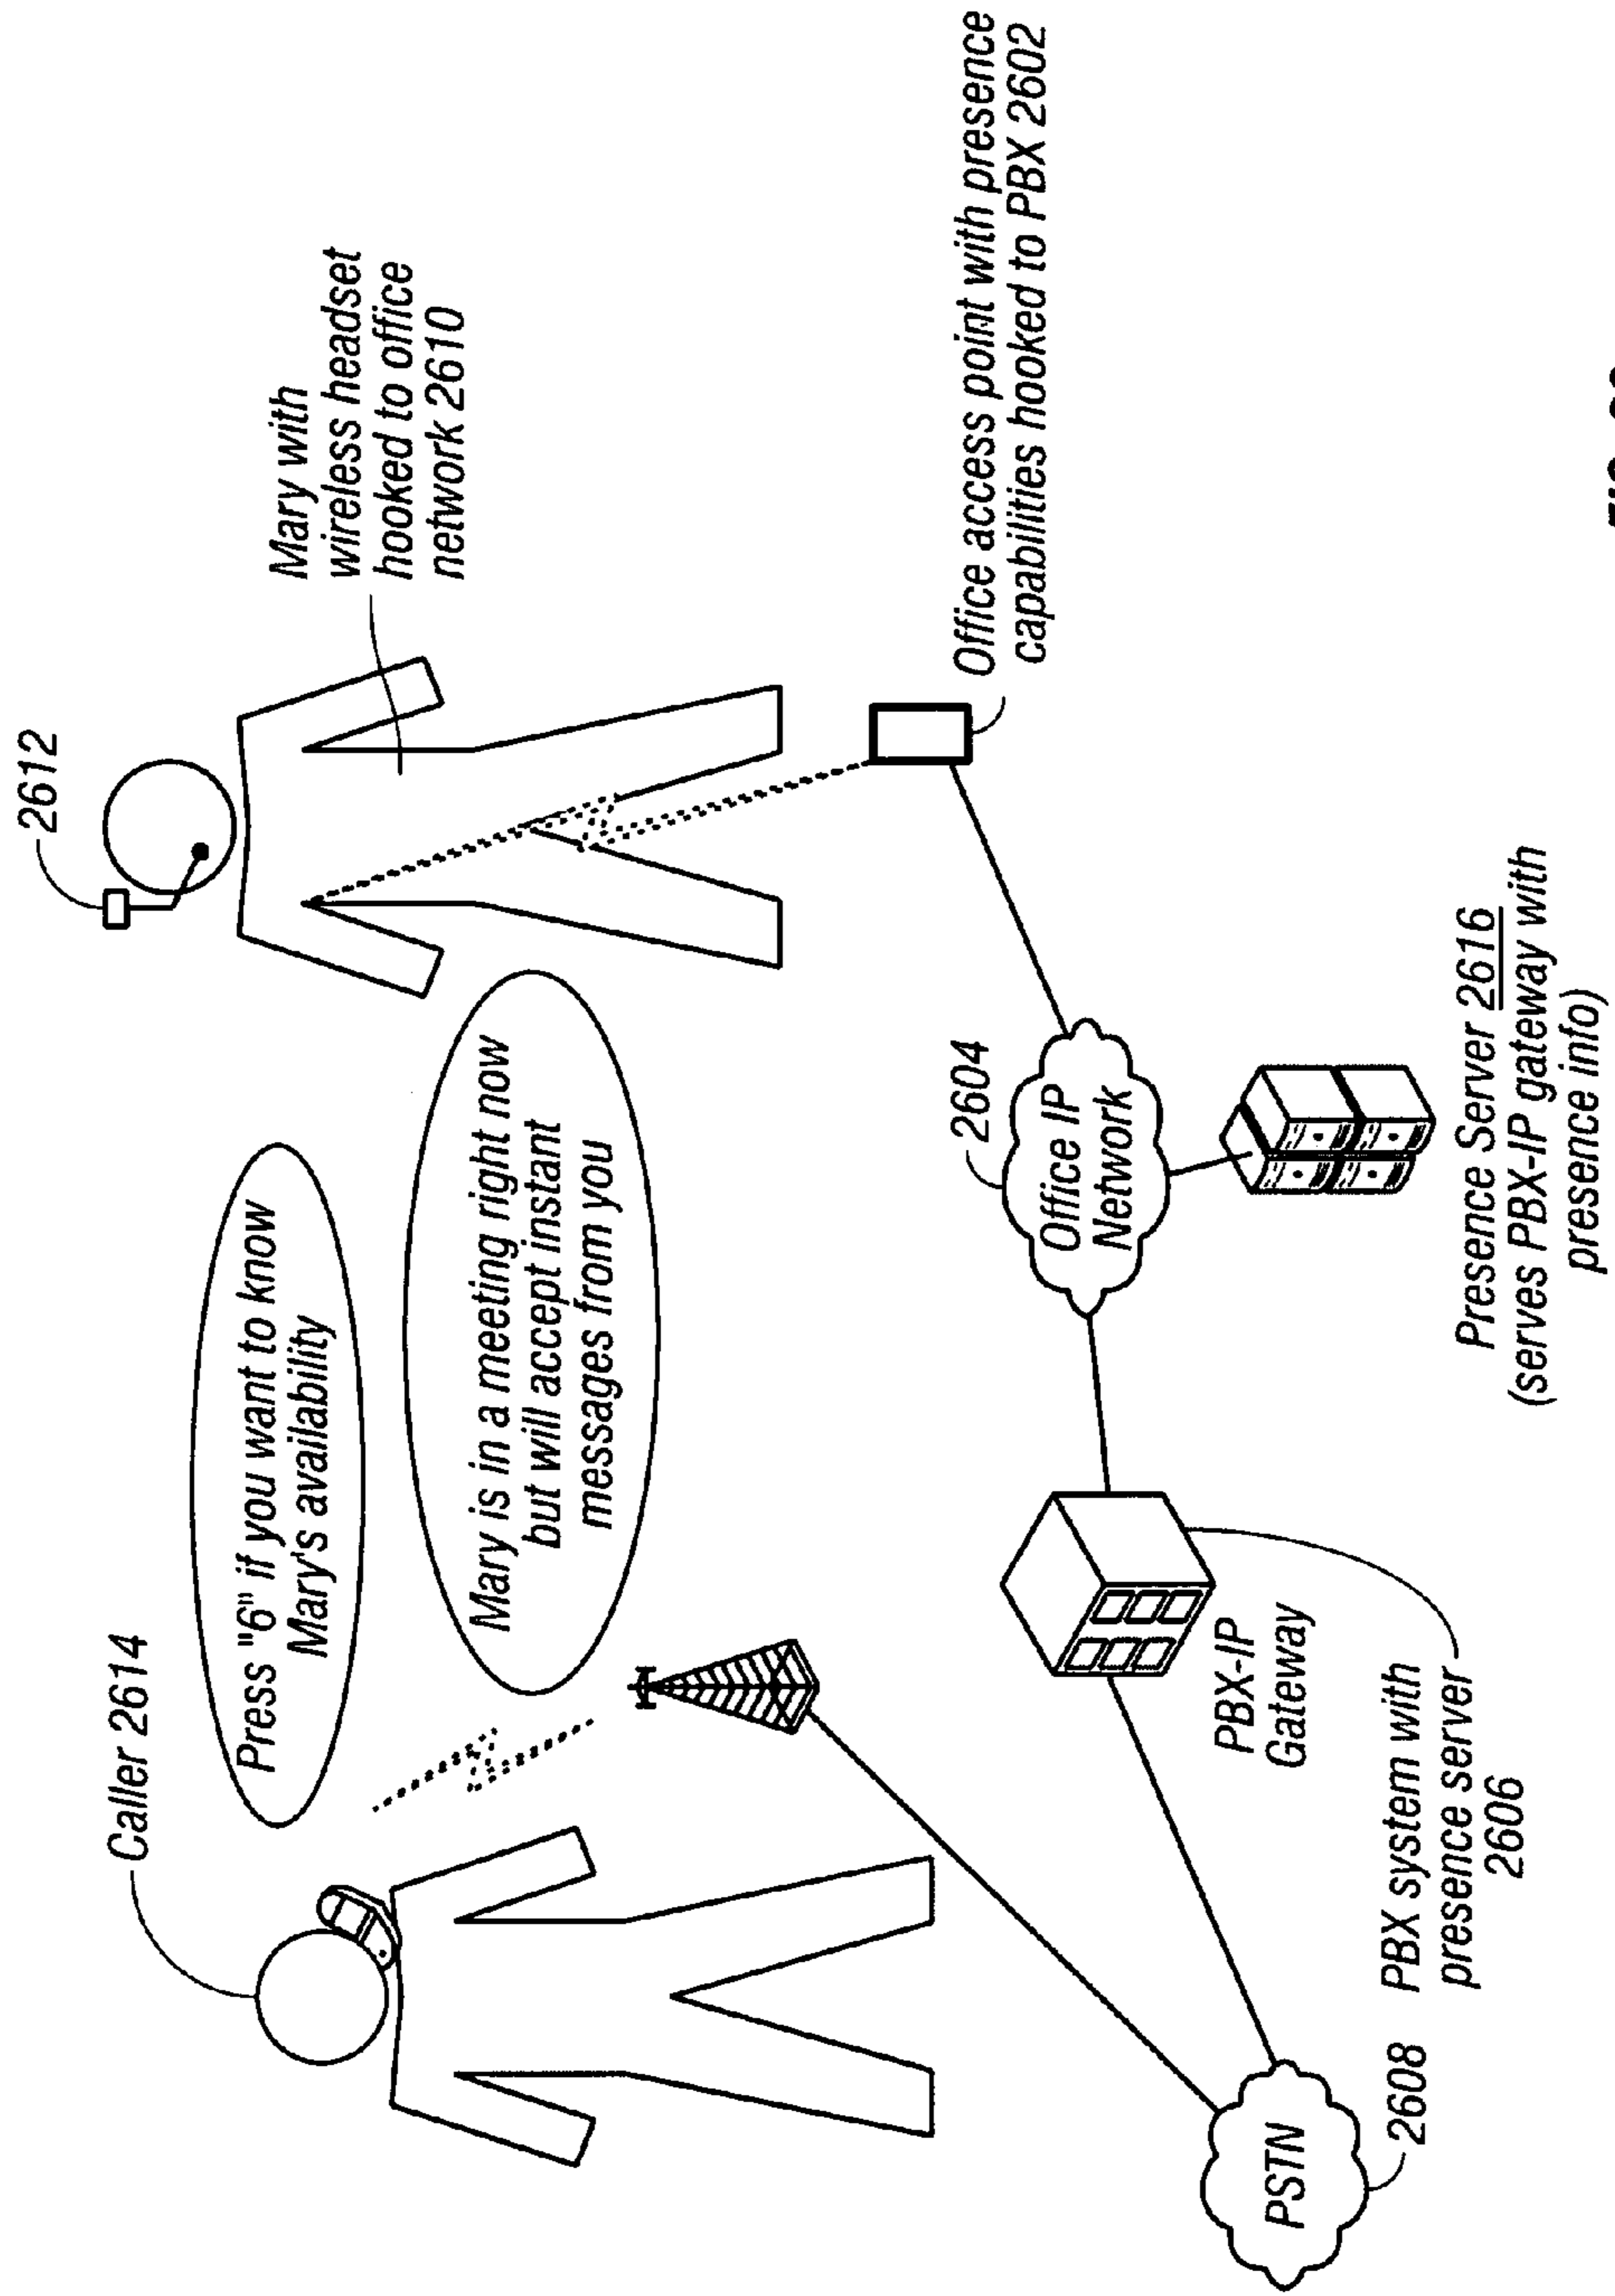 Caller 2614
Press "6" if you want to know
Mary's availability
Mary is in a meeting right now
but will accept instant
messages from you
2612
Mary with
wireless headset
hooked to office
network 2610
Office access point with presence
capabilities hooked to PBX 2602
2604
Office IP
Network
Presence Server 2616
(serves PBX-IP gateway with
presence info)
PBX-IP
Gateway
PBX system with
presence server
2606
PSTN
2608